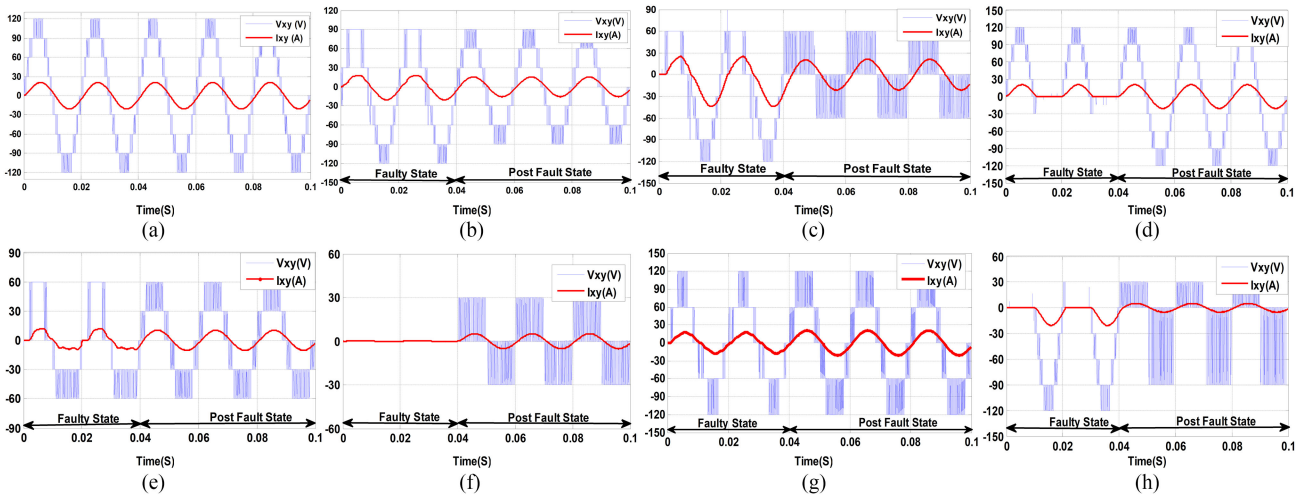 120
90
60
30
0
-30
-60
-90
-120
Vxy(V)
Ixy (A)
0 0.02 0.04 0.06 0.08 0.1
Time(S)
(a)
120
90
60
30
0
-30
-60
-90
-120
-150
Vxy(V)
Ixy(A)
Faulty State Post Fault State
0 0.02 0.04 0.06 0.08 0.1
Time(S)
(b)
90
60
30
0
-30
-60
-90
-120
-150
Vxy(V)
Ixy(A)
Faulty State Post Fault State
0 0.02 0.04 0.06 0.08 0.1
Time(S)
(c)
150
120
90
60
30
0
-30
-60
-90
-120
-150
Vxy(V)
Ixy(A)
Faulty State Post Fault State
0 0.02 0.04 0.06 0.08 0.1
Time(S)
(d)
90
60
30
0
-30
-60
-90
Vxy(V)
Ixy(A)
Faulty State Post Fault State
0 0.02 0.04 0.06 0.08 0.1
Time(S)
(e)
60
30
0
-30
-60
Vxy(V)
Ixy(A)
Faulty State Post Fault State
0 0.02 0.04 0.06 0.08 0.1
Time(S)
(f)
150
120
90
60
30
0
-30
-60
-90
-120
-150
Vxy(V)
Ixy(A)
Faulty State Post Fault State
0 0.02 0.04 0.06 0.08 0.1
Time(S)
(g)
60
30
0
-30
-60
-90
-120
-150
Vxy(V)
Ixy(A)
Faulty State Post Fault State
0 0.02 0.04 0.06 0.08 0.1
Time(S)
(h)